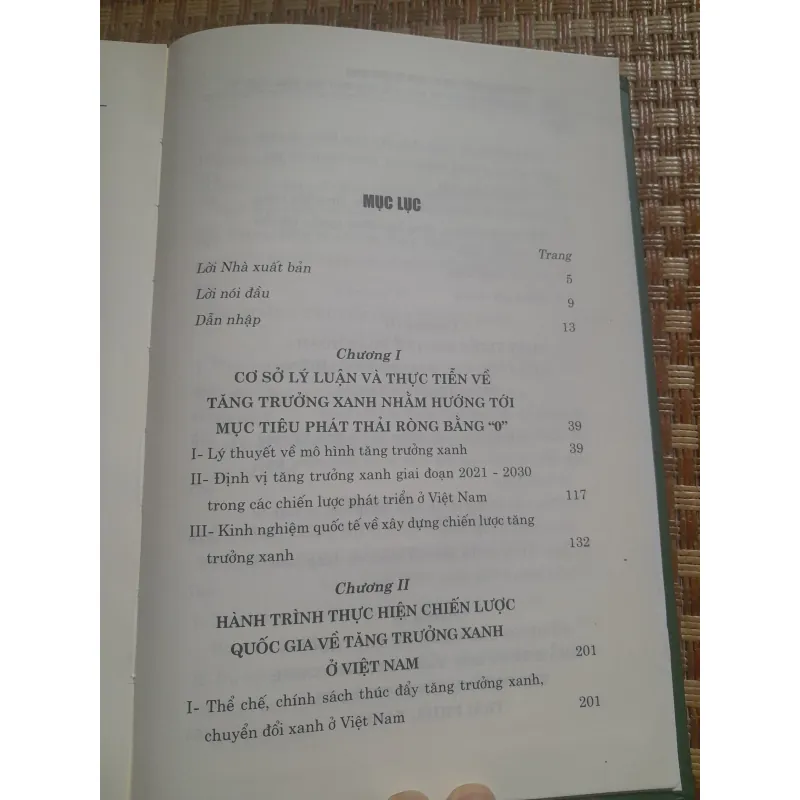 MỤC LỤC
Trang
Lời Nhà xuất bản 5
Lời nói đầu 9
Dẫn nhập 13
Chương I
CƠ SỞ LÝ LUẬN VÀ THỰC TIỄN VỀ
TĂNG TRƯỞNG XANH NHẰM HƯỚNG TỚI
MỤC TIÊU PHÁT THẢI RÒNG BẰNG “0” 39
I- Lý thuyết về mô hình tăng trưởng xanh 39
II- Định vị tăng trưởng xanh giai đoạn 2021 - 2030
trong các chiến lược phát triển ở Việt Nam 117
III- Kinh nghiệm quốc tế về xây dựng chiến lược tăng
trưởng xanh 132
Chương II
HÀNH TRÌNH THỰC HIỆN CHIẾN LƯỢC
QUỐC GIA VỀ TĂNG TRƯỞNG XANH
Ở VIỆT NAM 201
I- Thể chế, chính sách thúc đẩy tăng trưởng xanh,
chuyển đổi xanh ở Việt Nam 201